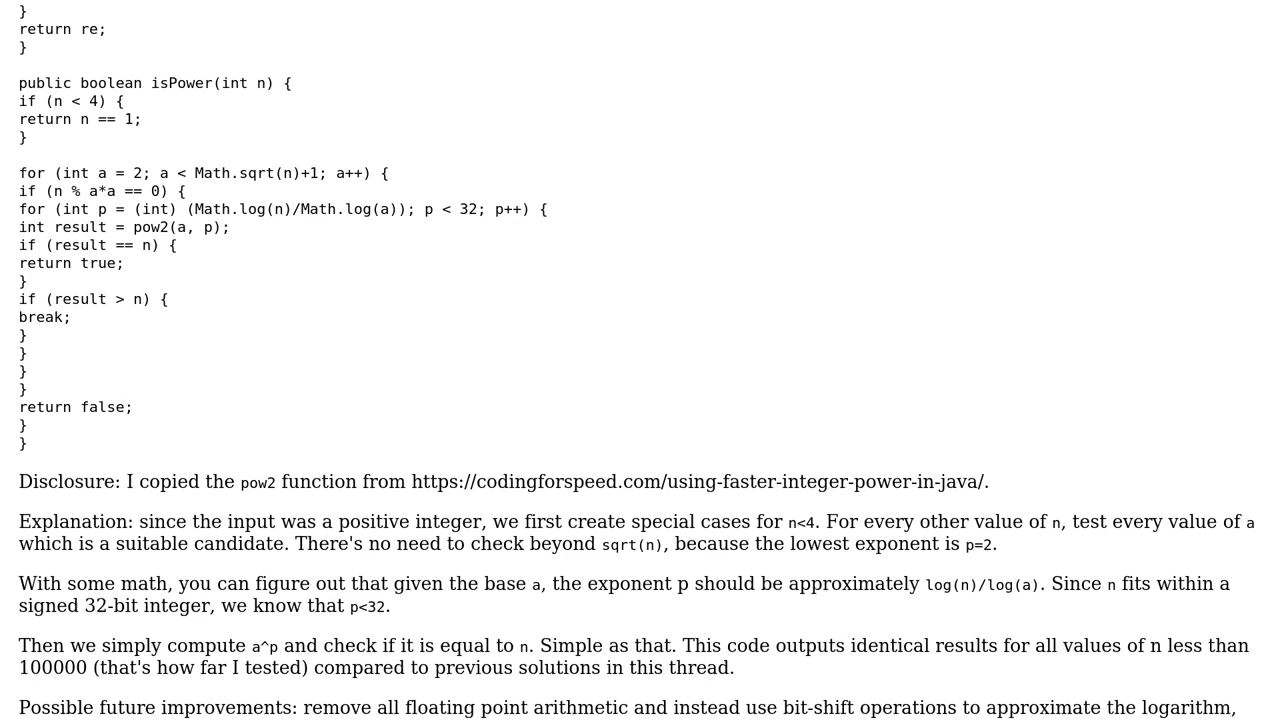 }
return re;
}
public boolean isPower(int n) {
if (n < 4) {
return n == 1;
}
for (int a = 2; a < Math.sqrt(n)+1; a++) {
if (n % a*a == 0) {
for (int p = (int) (Math.log(n)/Math.log(a)); p < 32; p++) {
int result = pow2(a, p);
if (result == n) {
return true;
}
if (result > n) {
break;
}
}
}
}
return false;
}
}
Disclosure: I copied the pow2 function from https://codingforspeed.com/using-faster-integer-power-in-java/.
Explanation: since the input was a positive integer, we first create special cases for n<4. For every other value of n, test every value of a
which is a suitable candidate. There's no need to check beyond sqrt(n), because the lowest exponent is p=2.
With some math, you can figure out that given the base a, the exponent p should be approximately log(n)/log(a). Since n fits within a
signed 32-bit integer, we know that p<32.
Then we simply compute a^p and check if it is equal to n. Simple as that. This code outputs identical results for all values of n less than
100000 (that's how far I tested) compared to previous solutions in this thread.
Possible future improvements: remove all floating point arithmetic and instead use bit-shift operations to approximate the logarithm,